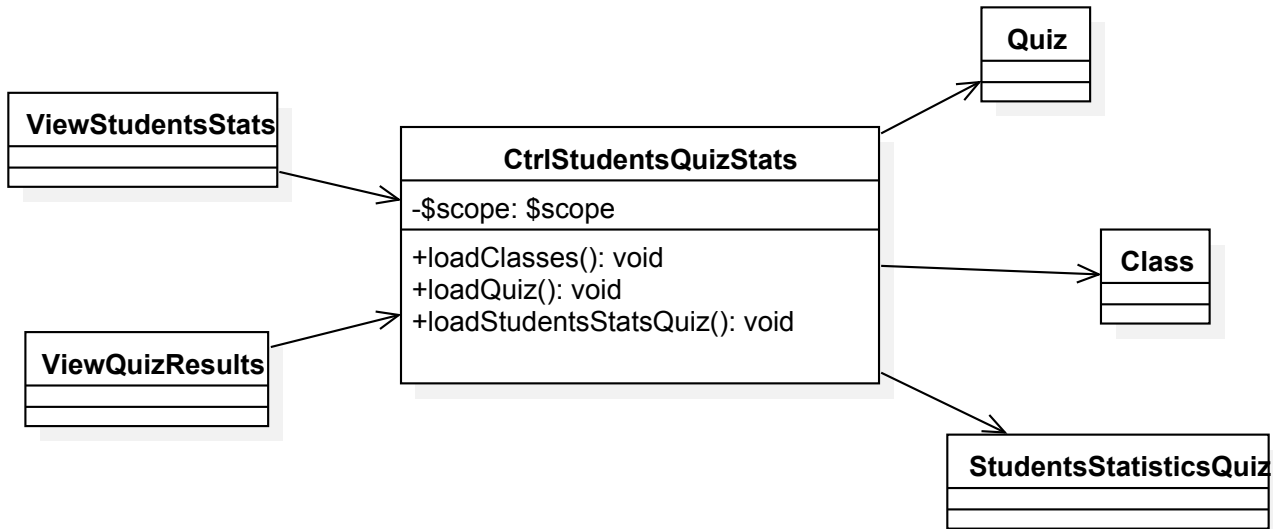 Quiz
ViewStudentsStats
CtrlStudentsQuizStats
-$scope: $scope
+loadClasses(): void
+loadQuiz(): void
+loadStudentsStatsQuiz(): void
Class
ViewQuizResults
StudentsStatisticsQuiz